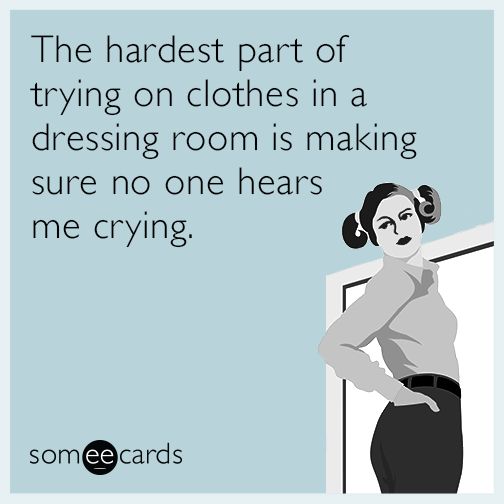 The hardest part of
trying on clothes in a
dressing room is making
sure no one hears
me crying.
someecards